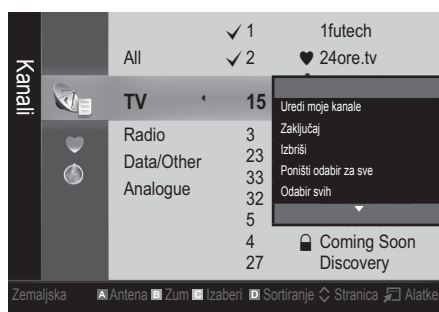 Kanali
✓ 1 1futech
All ✓ 2 ♥ 24ore.tv
TV 15
Uredi moje kanale
Zaključaj
Izbriši
Poništi odabir za sve
Odabir svih
Radio 3
Data/Other 23
Analogue 33
32
5
4 Coming Soon
27 Discovery
Zemaljska A Antena B Zum C Izaberi D Sortiranje Stranica Alatke